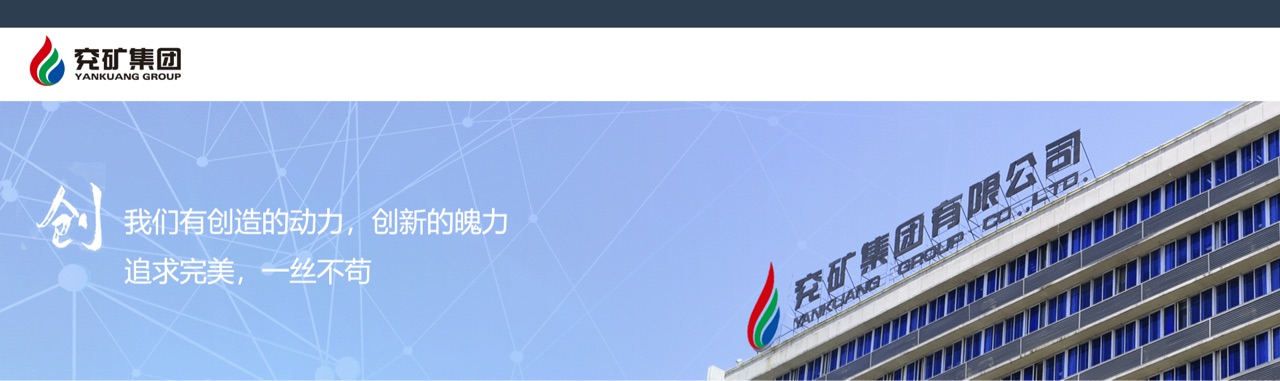 兖矿集团
YANKUANG GROUP
创
我们有创造的动力，创新的魄力
追求完美，一丝不苟
兖矿集团有限公司
YANKUANG GROUP CO.,LTD.